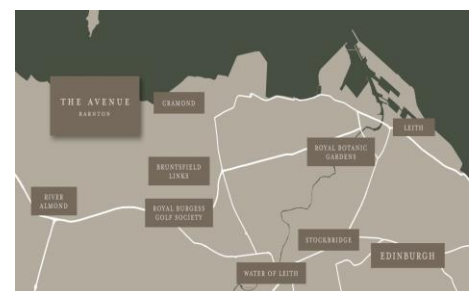 THE AVENUE
BARNTON
CRAMOND
LEITH
ROYAL BOTANIC
GARDENS
BRUNTSFIELD
LINKS
RIVER
ALMOND
ROYAL BURGESS
GOLF SOCIETY
STOCKBRIDGE
EDINBURGH
WATER OF LEITH